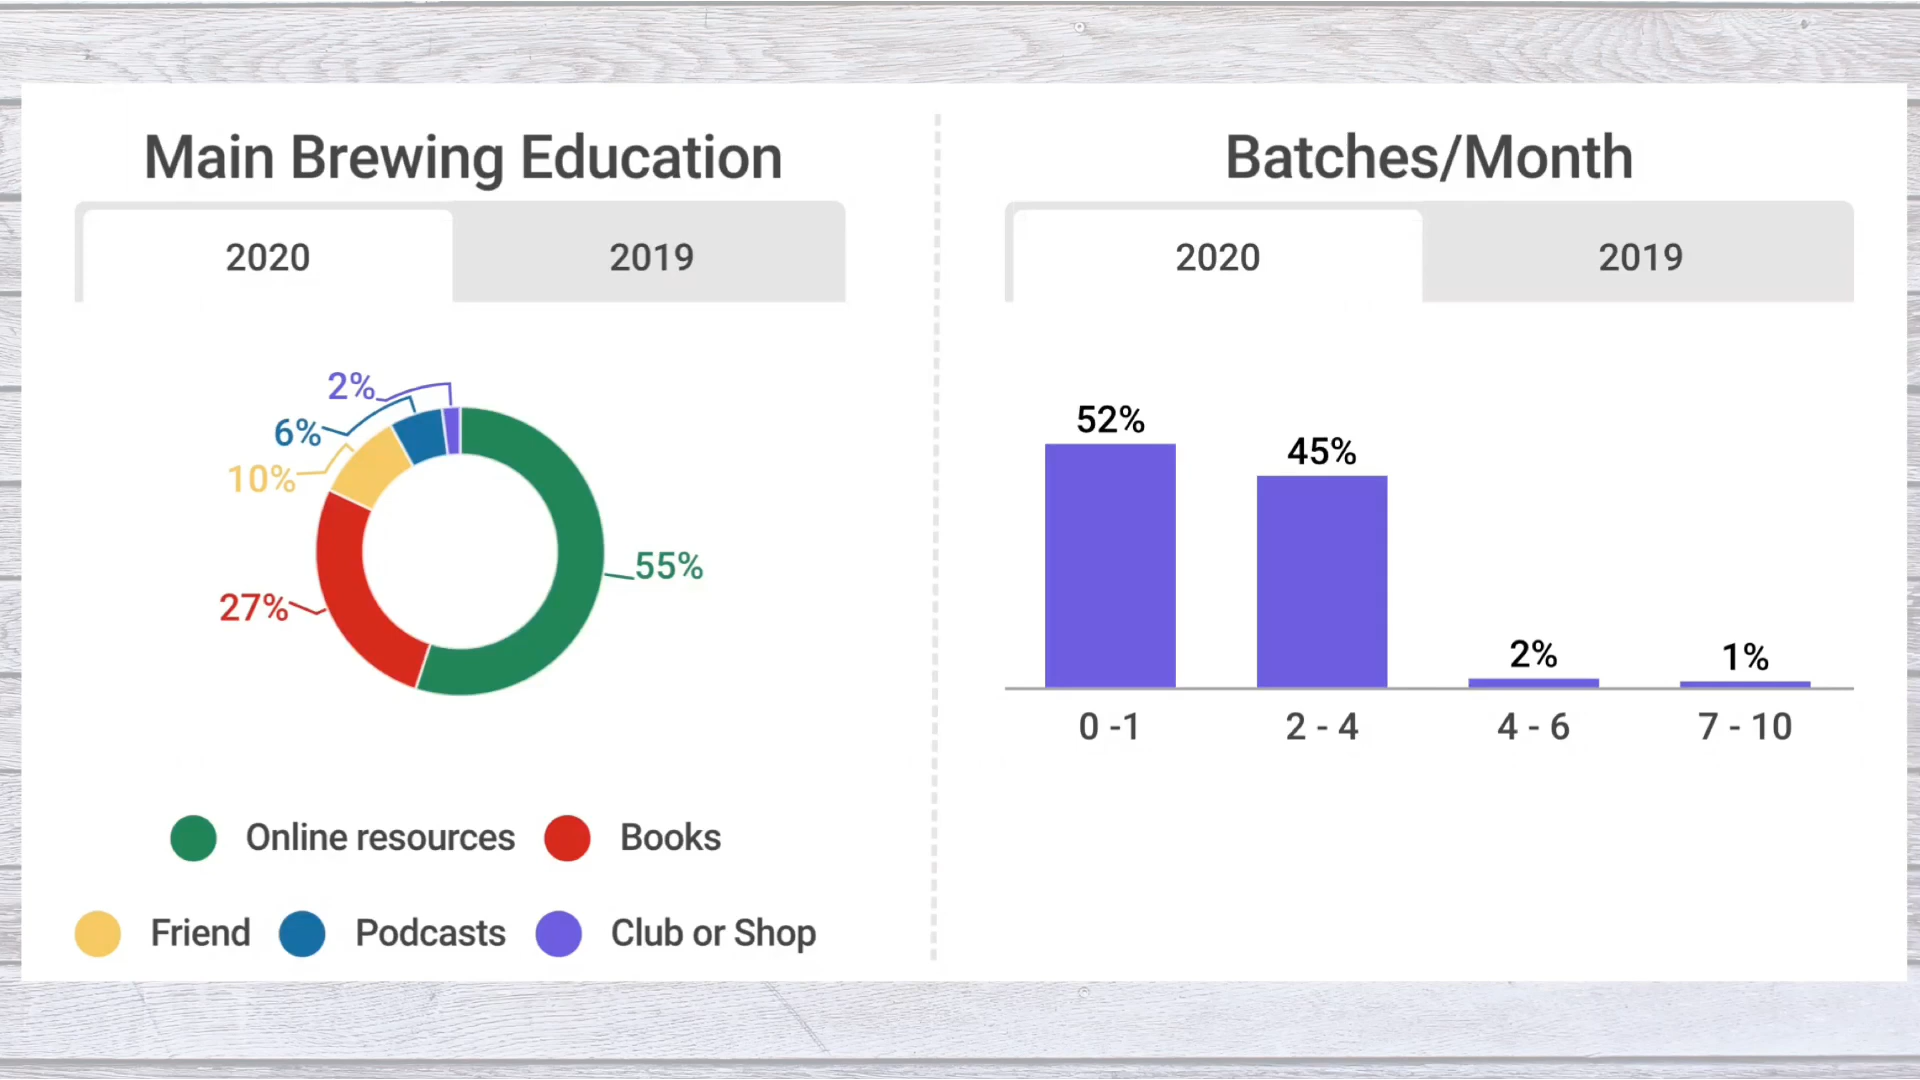 Main Brewing Education
2020
2019
2%
6%
10%
55%
27%
Online resources
Books
Friend
Podcasts
Club or Shop
Batches/Month
2020
2019
52%
45%
2%
1%
0 -1
2 - 4
4 - 6
7 - 10